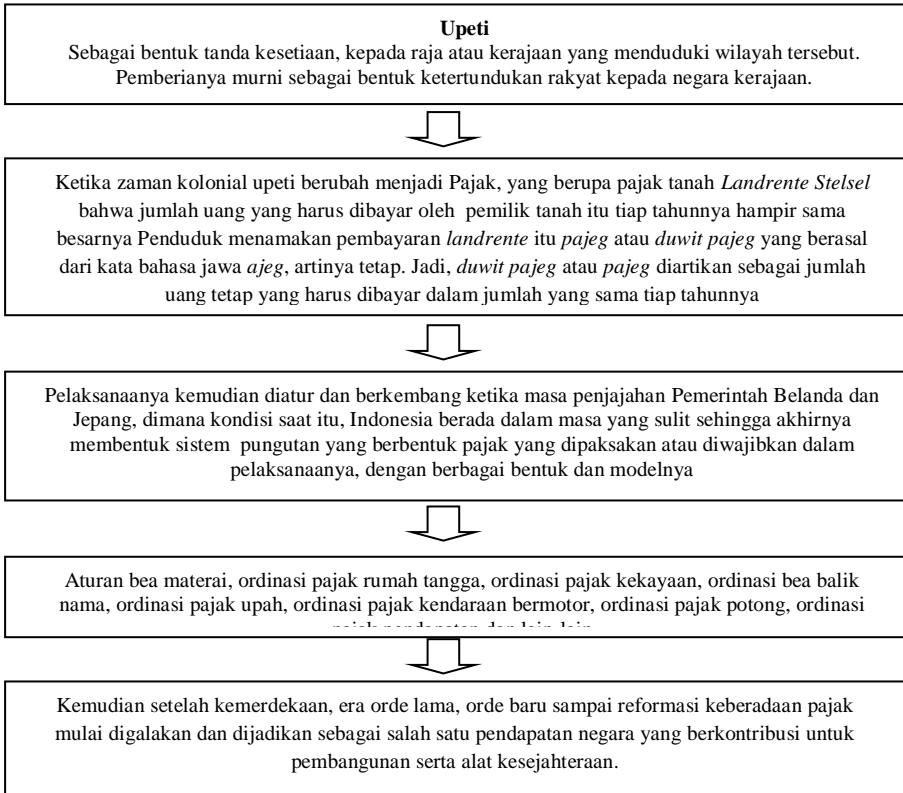 Upeti
Sebagai bentuk tanda kesetiaan, kepada raja atau kerajaan yang menduduki wilayah tersebut.
Pemberianya murni sebagai bentuk ketertundukan rakyat kepada negara kerajaan.
Ketika zaman kolonial upeti berubah menjadi Pajak, yang berupa pajak tanah Landrente Stelsel
bahwa jumlah uang yang harus dibayar oleh pemilik tanah itu tiap tahunnya hampir sama
besarnya Penduduk menamakan pembayaran landrente itu pajeg atau duwit pajeg yang berasal
dari kata bahasa jawa ajeg, artinya tetap. Jadi, duwit pajeg atau pajeg diartikan sebagai jumlah
uang tetap yang harus dibayar dalam jumlah yang sama tiap tahunnya
Pelaksanaanya kemudian diatur dan berkembang ketika masa penjajahan Pemerintah Belanda dan
Jepang, dimana kondisi saat itu, Indonesia berada dalam masa yang sulit sehingga akhirnya
membentuk sistem pungutan yang berbentuk pajak yang dipaksakan atau diwajibkan dalam
pelaksanaanya, dengan berbagai bentuk dan modelnya
Aturan bea materai, ordinasi pajak rumah tangga, ordinasi pajak kekayaan, ordinasi bea balik
nama, ordinasi pajak upah, ordinasi pajak kendaraan bermotor, ordinasi pajak potong, ordinasi
pajak pendapatan dan lain-lain
Kemudian setelah kemerdekaan, era orde lama, orde baru sampai reformasi keberadaan pajak
mulai digalakan dan dijadikan sebagai salah satu pendapatan negara yang berkontribusi untuk
pembangunan serta alat kesejahteraan.